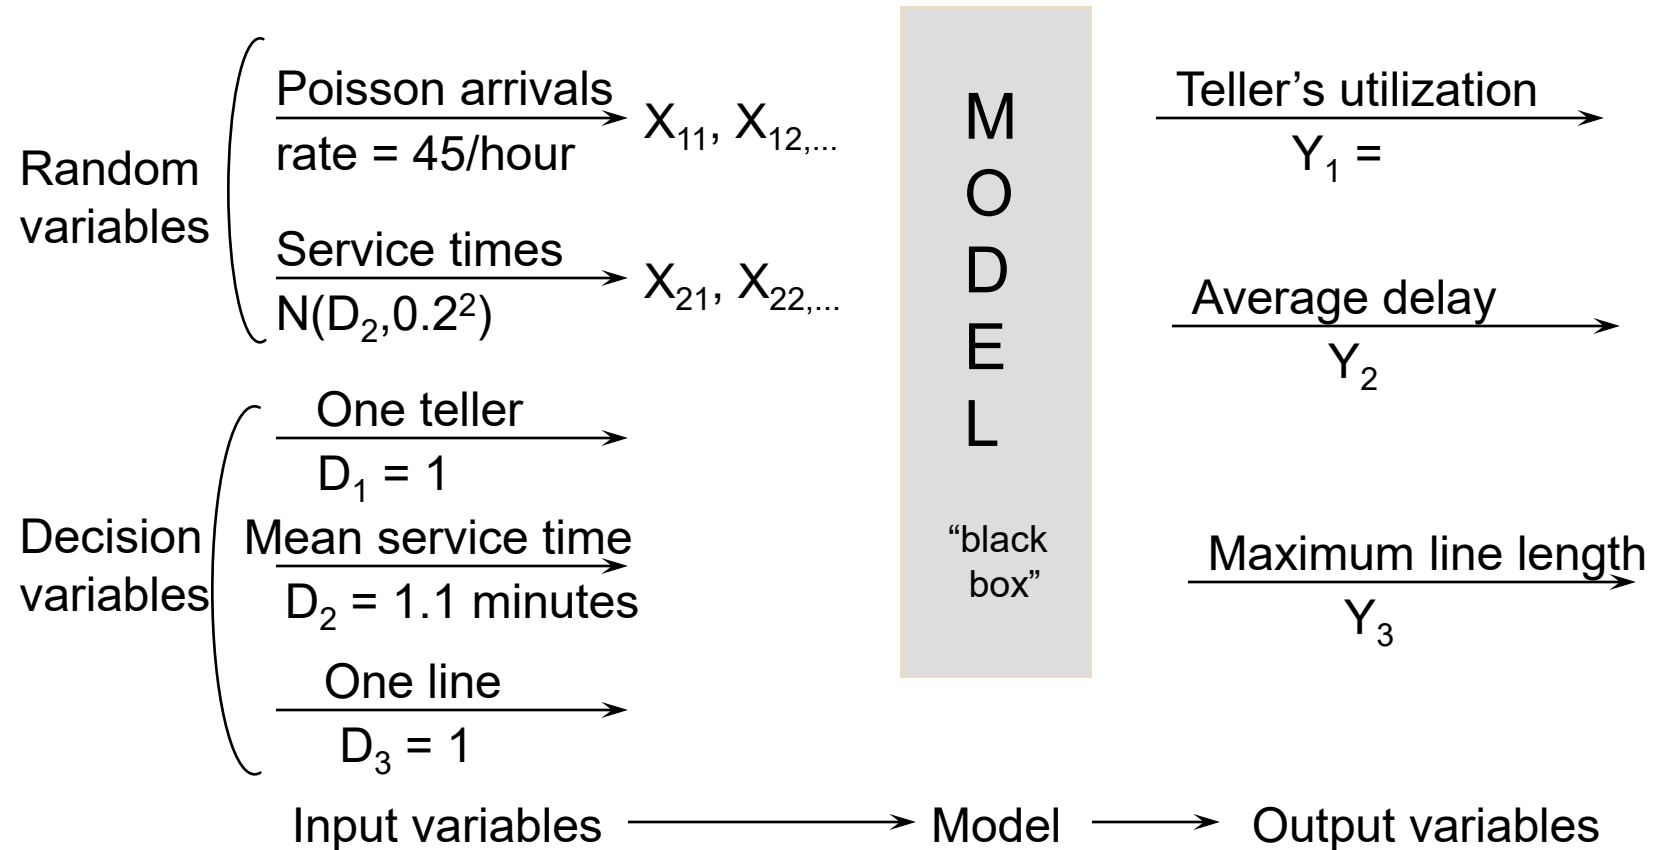 Random
variables
Poisson arrivals
rate = 45/hour
X₁₁, X₁₂,...
Service times
N(D₂,0.2²)
X₂₁, X₂₂,...
Decision
variables
One teller
D₁ = 1
Mean service time
D₂ = 1.1 minutes
One line
D₃ = 1
M
O
D
E
L
“black
box”
Teller’s utilization
Y₁ =
Average delay
Y₂
Maximum line length
Y₃
Input variables
Model
Output variables